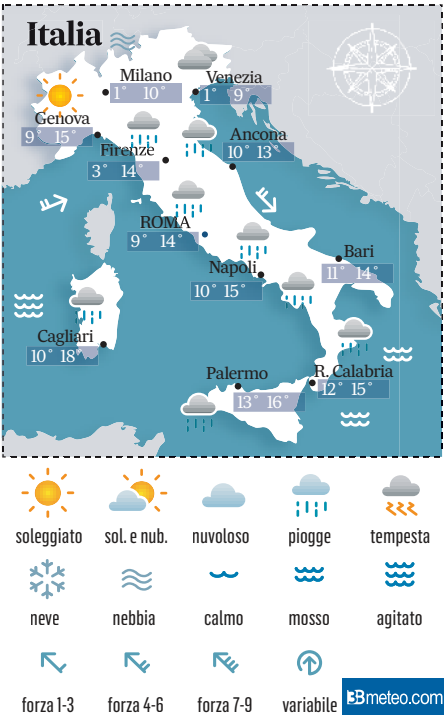 Italia
Milano
1° 10°
Venezia
1° 9°
Genova
9° 15°
Firenze
3° 14°
Ancona
10° 13°
ROMA
9° 14°
Bari
11° 14°
Napoli
10° 15°
Cagliari
10° 18°
Palermo
13° 16°
R. Calabria
12° 15°
soleggiato sol. e nub. nuvoloso piogge tempesta
neve nebbia calmo mosso agitato
forza 1-3 forza 4-6 forza 7-9 variabile
3Bmeteo.com